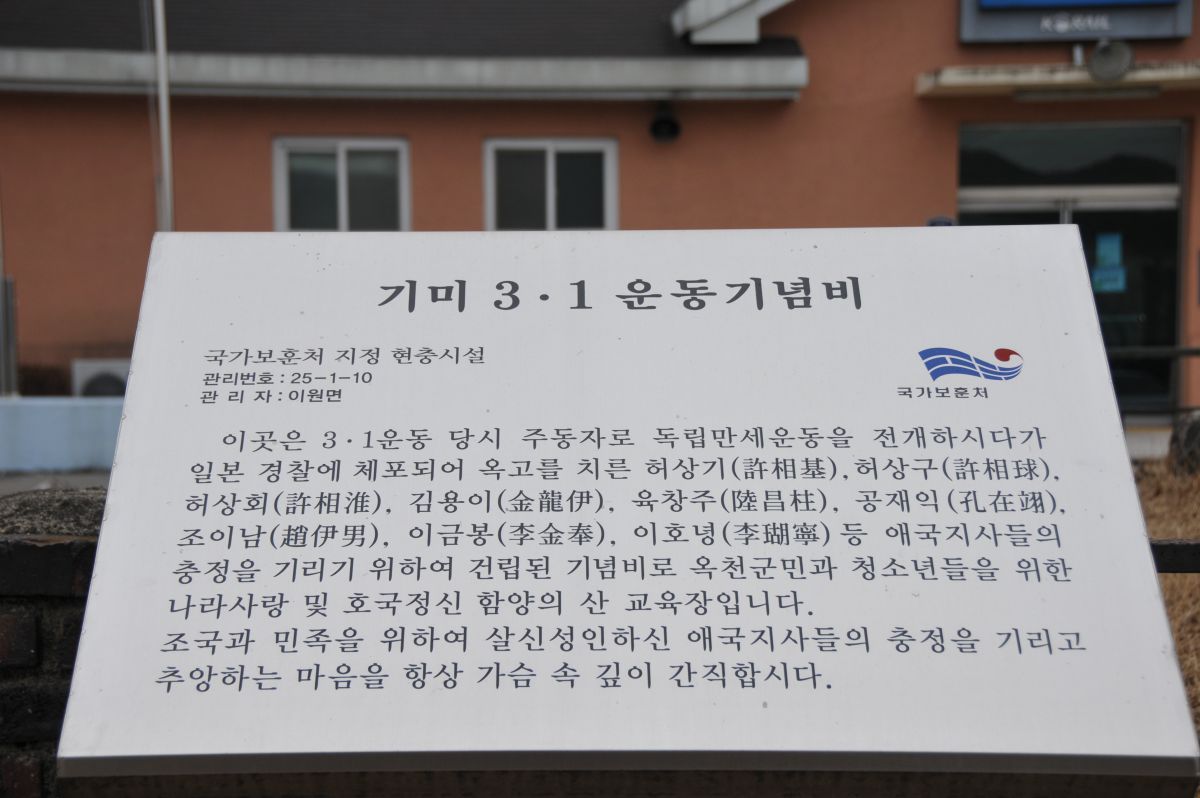 KORAIL
기미 3·1 운동기념비
국가보훈처 지정 현충시설
관리번호 : 25-1-10
관 리 자 : 이원면
국가보훈처
이곳은 3·1운동 당시 주동자로 독립만세운동을 전개하시다가
일본 경찰에 체포되어 옥고를 치른 허상기(許相基), 허상구(許相球),
허상회(許相淮), 김용이(金龍伊), 육창주(陸昌柱), 공재익(孔在翊),
조이남(趙伊男), 이금봉(李金奉), 이호녕(李瑚寧) 등 애국지사들의
충정을 기리기 위하여 건립된 기념비로 옥천군민과 청소년들을 위한
나라사랑 및 호국정신 함양의 산 교육장입니다.
조국과 민족을 위하여 살신성인하신 애국지사들의 충정을 기리고
추앙하는 마음을 항상 가슴 속 깊이 간직합시다.